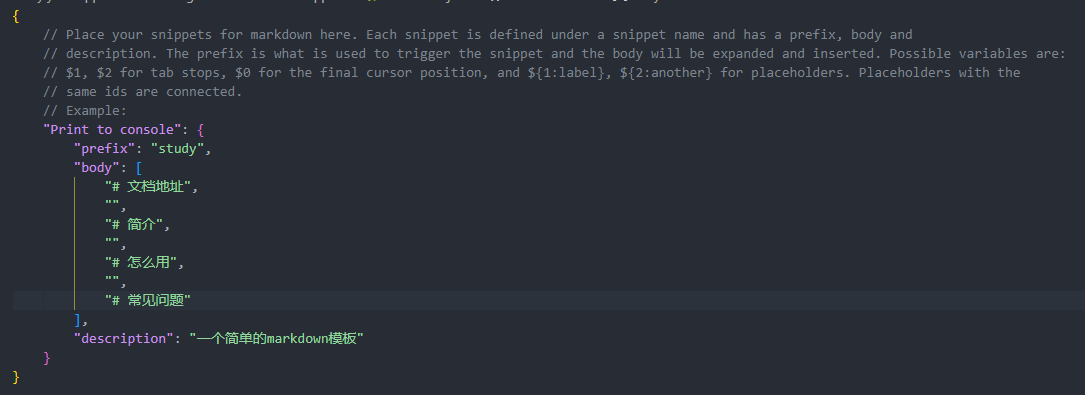 {
// Place your snippets for markdown here. Each snippet is defined under a snippet name and has a prefix, body and
// description. The prefix is what is used to trigger the snippet and the body will be expanded and inserted. Possible variables are:
// $1, $2 for tab stops, $0 for the final cursor position, and ${1:label}, ${2:another} for placeholders. Placeholders with the
// same ids are connected.
// Example:
"Print to console": {
"prefix": "study",
"body": [
"# 文档地址",
"",
"# 简介",
"",
"# 怎么用",
"",
"# 常见问题"
],
"description": "一个简单的markdown模板"
}
}